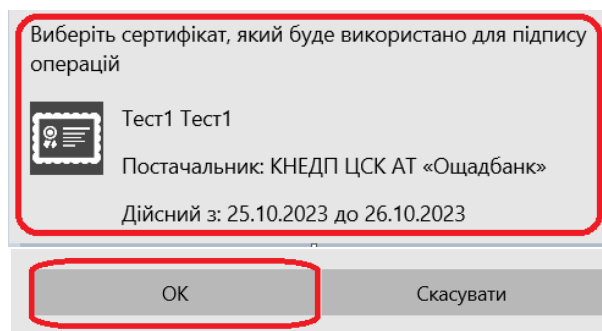 Виберіть сертифікат, який буде використано для підпису
операцій
Тест1 Тест1
Постачальник: КНЕДП ЦСК АТ «Ощадбанк»
Дійсний з: 25.10.2023 до 26.10.2023
ОК
Скасувати